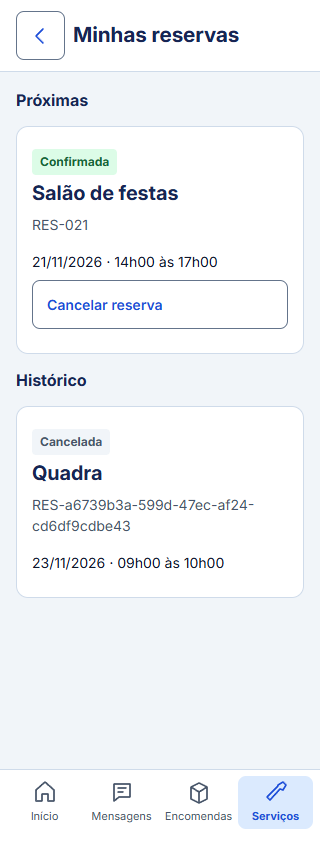 Minhas reservas
Próximas
Confirmada
Salão de festas
RES-021
21/11/2026 · 14h00 às 17h00
Cancelar reserva
Histórico
Cancelada
Quadra
RES-a6739b3a-599d-47ec-af24-
cd6df9cdbe43
23/11/2026 · 09h00 às 10h00
Início
Mensagens
Encomendas
Serviços